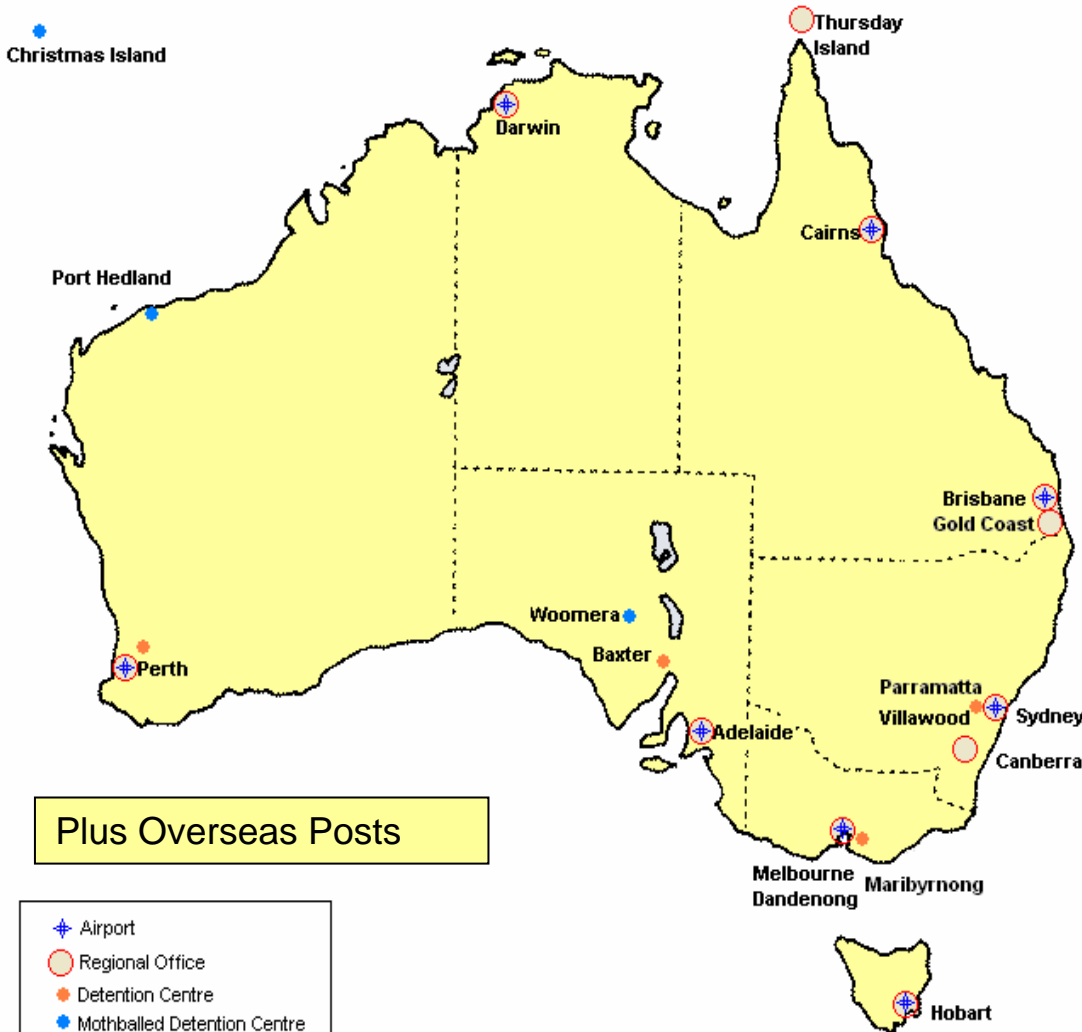 Thursday
Island
Christmas Island
Darwin
Cairns
Port Hedland
Brisbane
Gold Coast
Woomera
Baxter
Perth
Parramatta
Villawood
Sydney
Adelaide
Canberra
Plus Overseas Posts
Melbourne
Dandenong
Maribyrnong
Airport
Regional Office
Detention Centre
Mothballed Detention Centre
Hobart